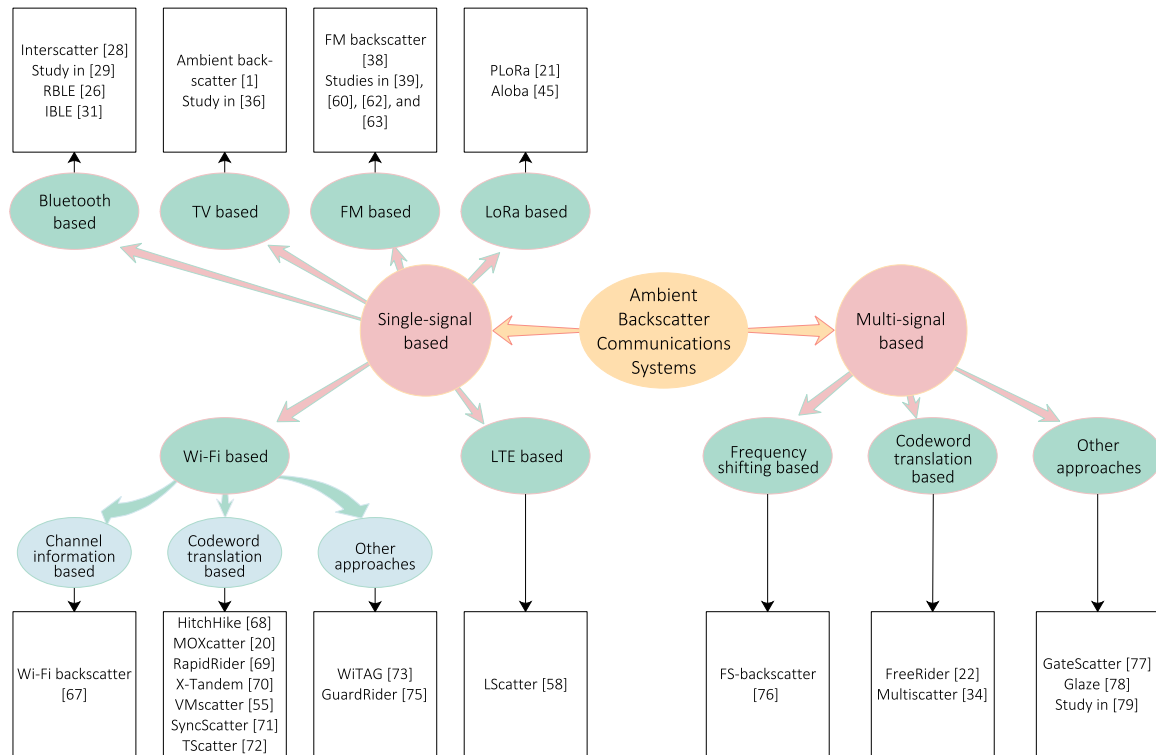 Interscatter [28]
Study in [29]
RBLE [26]
IBLE [31]
Ambient back-
scatter [1]
Study in [36]
FM backscatter
[38]
Studies in [39],
[60], [62], and
[63]
PLoRa [21]
Aloba [45]
Bluetooth
based
TV based
FM based
LoRa based
Single-signal
based
Ambient
Backscatter
Communications
Systems
Multi-signal
based
Wi-Fi based
LTE based
Frequency
shifting based
Codeword
translation
based
Other
approaches
Channel
information
based
Codeword
translation
based
Other
approaches
Wi-Fi backscatter
[67]
HitchHike [68]
MOXcatter [20]
RapidRider [69]
X-Tandem [70]
VMscatter [55]
SyncScatter [71]
TScatter [72]
WiTAG [73]
GuardRider [75]
LScatter [58]
FS-backscatter
[76]
FreeRider [22]
Multiscatter [34]
GateScatter [77]
Glaze [78]
Study in [79]